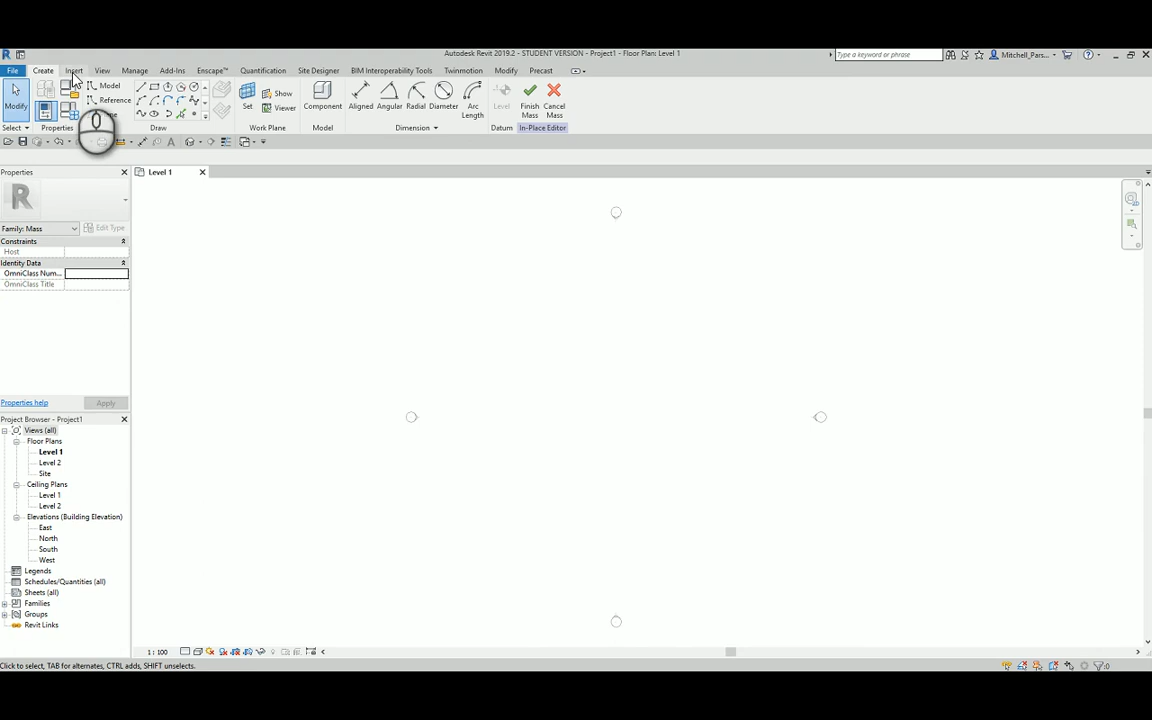 Autodesk Revit 2019.2 - STUDENT VERSION - Project1 - Floor Plan: Level 1
Type a keyword or phrase
Mitchell_Pars...
File Create Insert View Manage Add-Ins Enscape™ Quantification Site Designer BIM Interoperability Tools Twinmotion Modify Precast
Modify
Model
Reference
Set
Show
Viewer
Component
Aligned Angular Radial Diameter Arc Length
Level
Finish Mass
Cancel Mass
Select Properties Draw Work Plane Model Dimension Datum In-Place Editor
Properties
Level 1
Family: Mass
Edit Type
Constraints
Host
Identity Data
OmniClass Num...
OmniClass Title
Properties help
Apply
Project Browser - Project1
Views (all)
Floor Plans
Level 1
Level 2
Site
Ceiling Plans
Level 1
Level 2
Elevations (Building Elevation)
East
North
South
West
Legends
Schedules/Quantities (all)
Sheets (all)
Families
Groups
Revit Links
1 : 100
Click to select, TAB for alternates, CTRL adds, SHIFT unselects.
:0